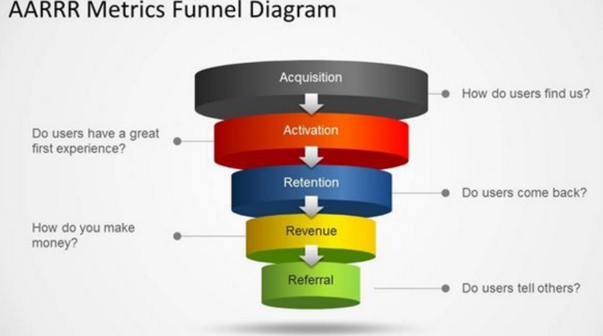 AARRR Metrics Funnel Diagram
Acquisition
How do users find us?
Activation
Do users have a great
first experience?
Retention
Do users come back?
Revenue
How do you make
money?
Referral
Do users tell others?